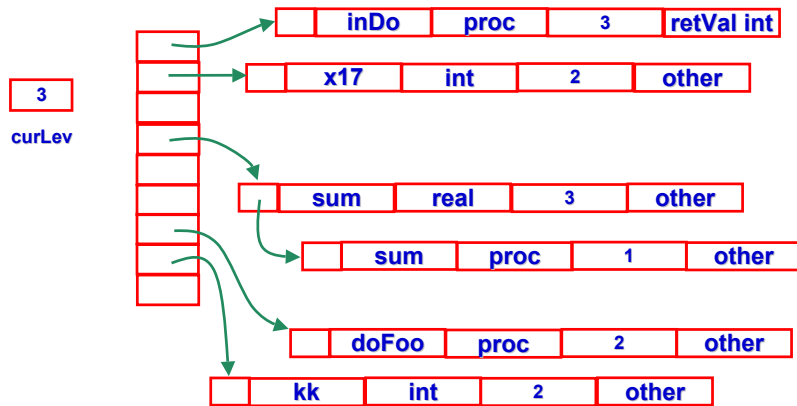 inDo proc 3 retVal int
x17 int 2 other
3
curLev
sum real 3 other
sum proc 1 other
doFoo proc 2 other
kk int 2 other